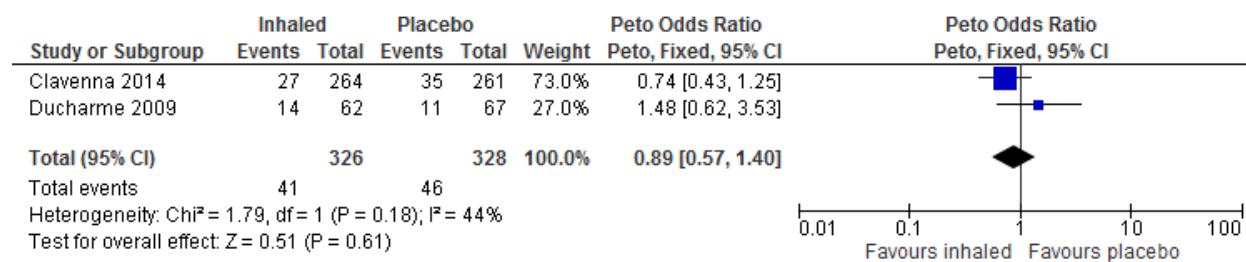 Inhaled Placebo Peto Odds Ratio Peto Odds Ratio
Study or Subgroup Events Total Events Total Weight Peto, Fixed, 95% CI Peto, Fixed, 95% CI
Clavenna 2014 27 264 35 261 73.0% 0.74 [0.43, 1.25]
Ducharme 2009 14 62 11 67 27.0% 1.48 [0.62, 3.53]
Total (95% CI) 326 328 100.0% 0.89 [0.57, 1.40]
Total events 41 46
Heterogeneity: Chi² = 1.79, df = 1 (P = 0.18); I² = 44%
Test for overall effect: Z = 0.51 (P = 0.61)
0.01 0.1 1 10 100
Favours inhaled Favours placebo